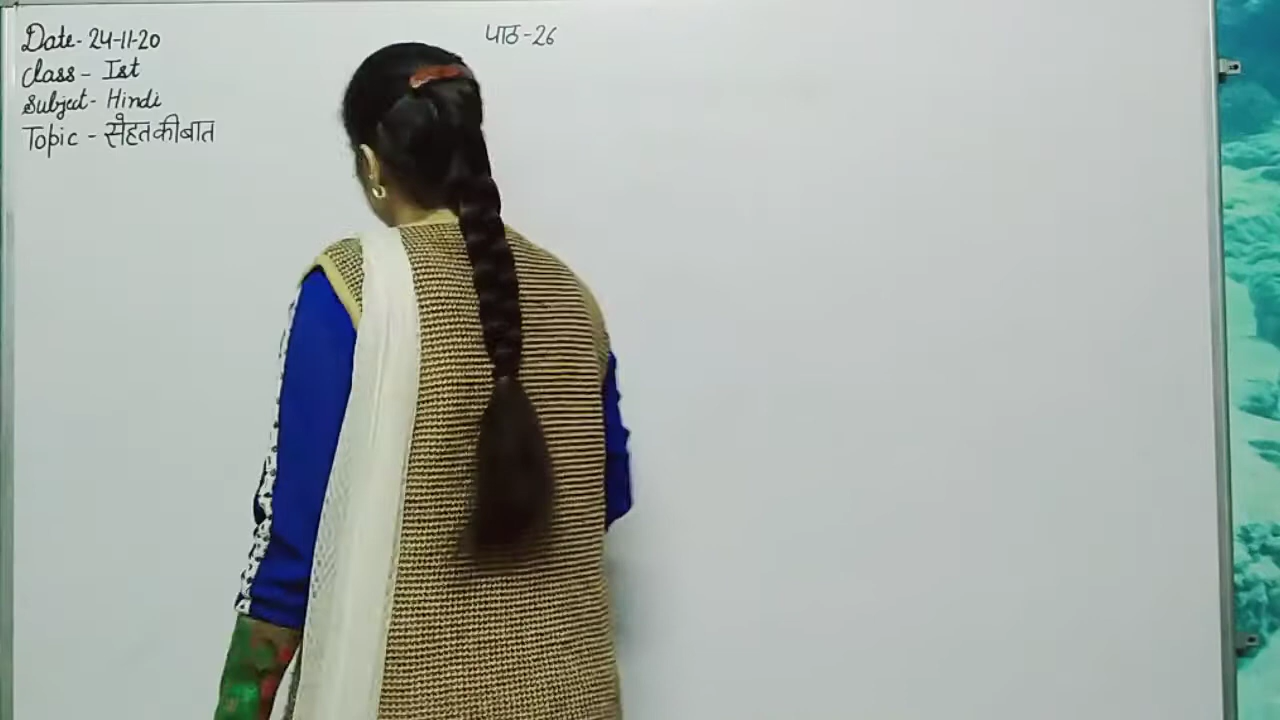 Date- 24-11-20
पाठ-26
Class - Ist
Subject- Hindi
Topic - सेहत की बात